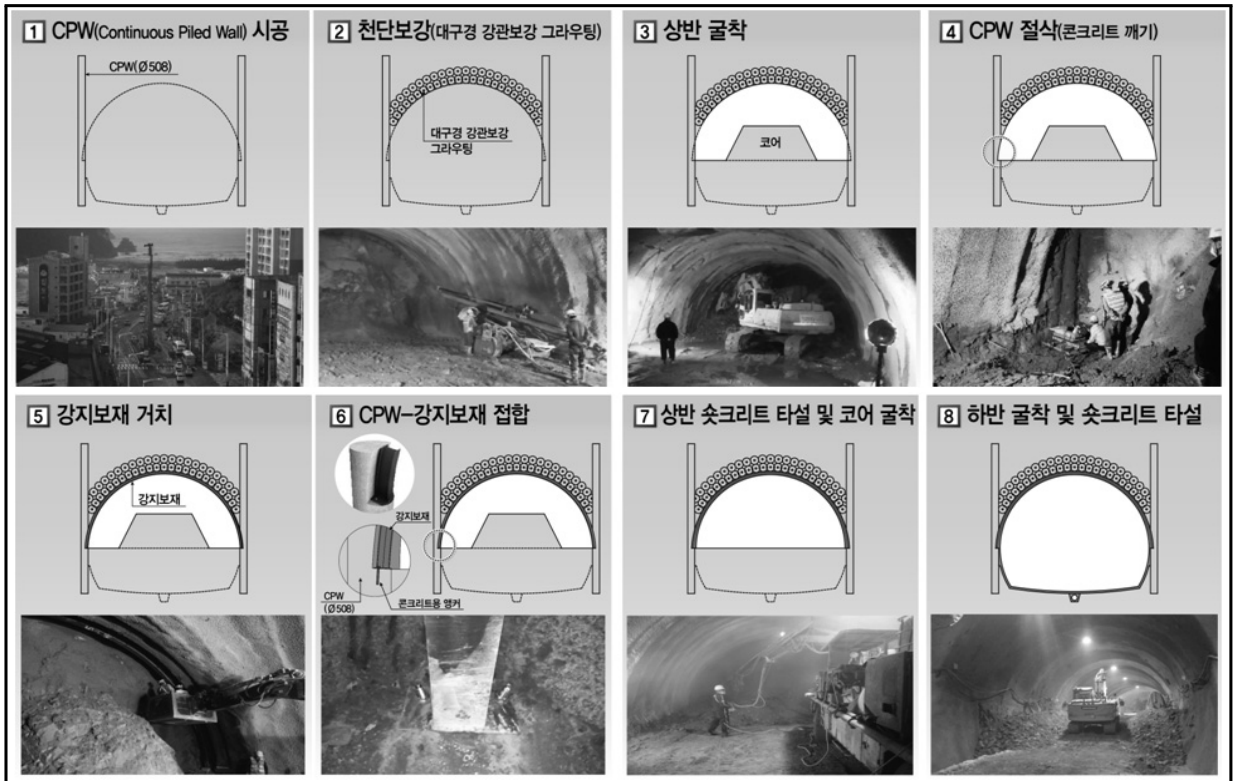 1 CPW(Continuous Piled Wall) 시공
CPW(Ø508)
2 천단보강(대구경 강관보강 그라우팅)
대구경 강관보강
그라우팅
3 상반 굴착
코어
4 CPW 절삭(콘크리트 깨기)
5 강지보재 거치
강지보재
6 CPW-강지보재 접합
강지보재
CPW
(Ø508)
콘크리트용 앵커
7 상반 숏크리트 타설 및 코어 굴착
8 하반 굴착 및 숏크리트 타설